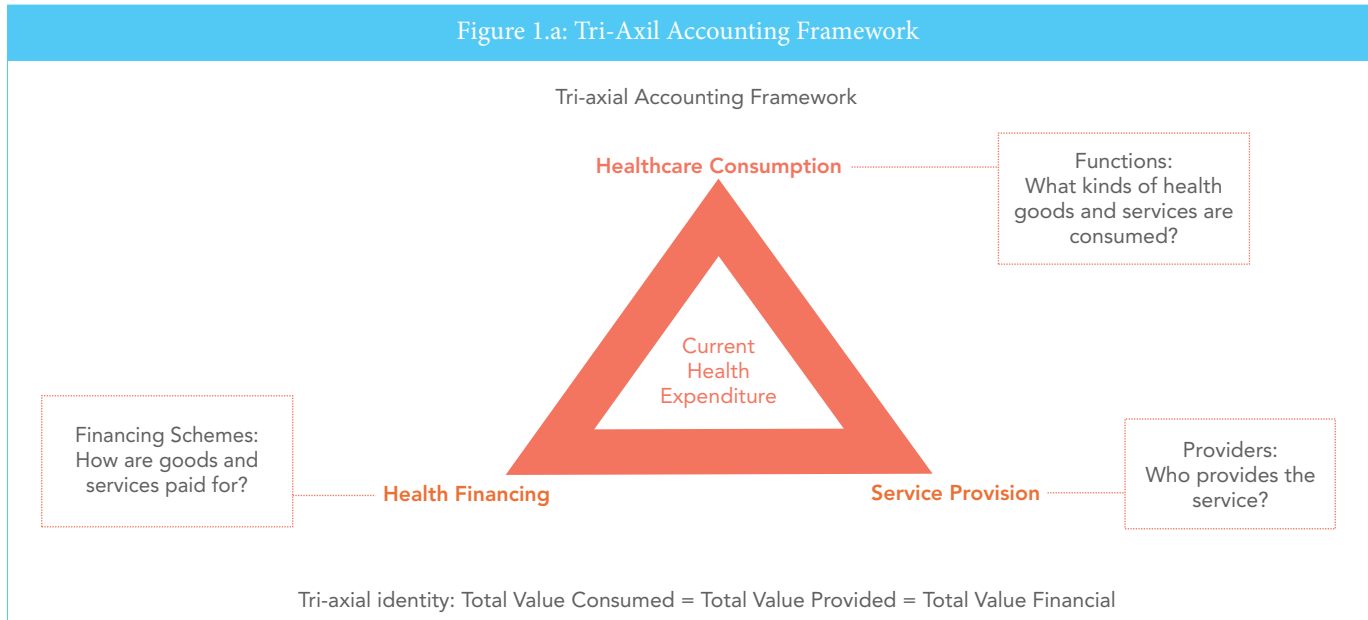 Figure 1.a: Tri-Axil Accounting Framework
Tri-axial Accounting Framework
Healthcare Consumption
Functions:
What kinds of health
goods and services are
consumed?
Current
Health
Expenditure
Financing Schemes:
How are goods and
services paid for?
Health Financing
Service Provision
Providers:
Who provides the
service?
Tri-axial identity: Total Value Consumed = Total Value Provided = Total Value Financial